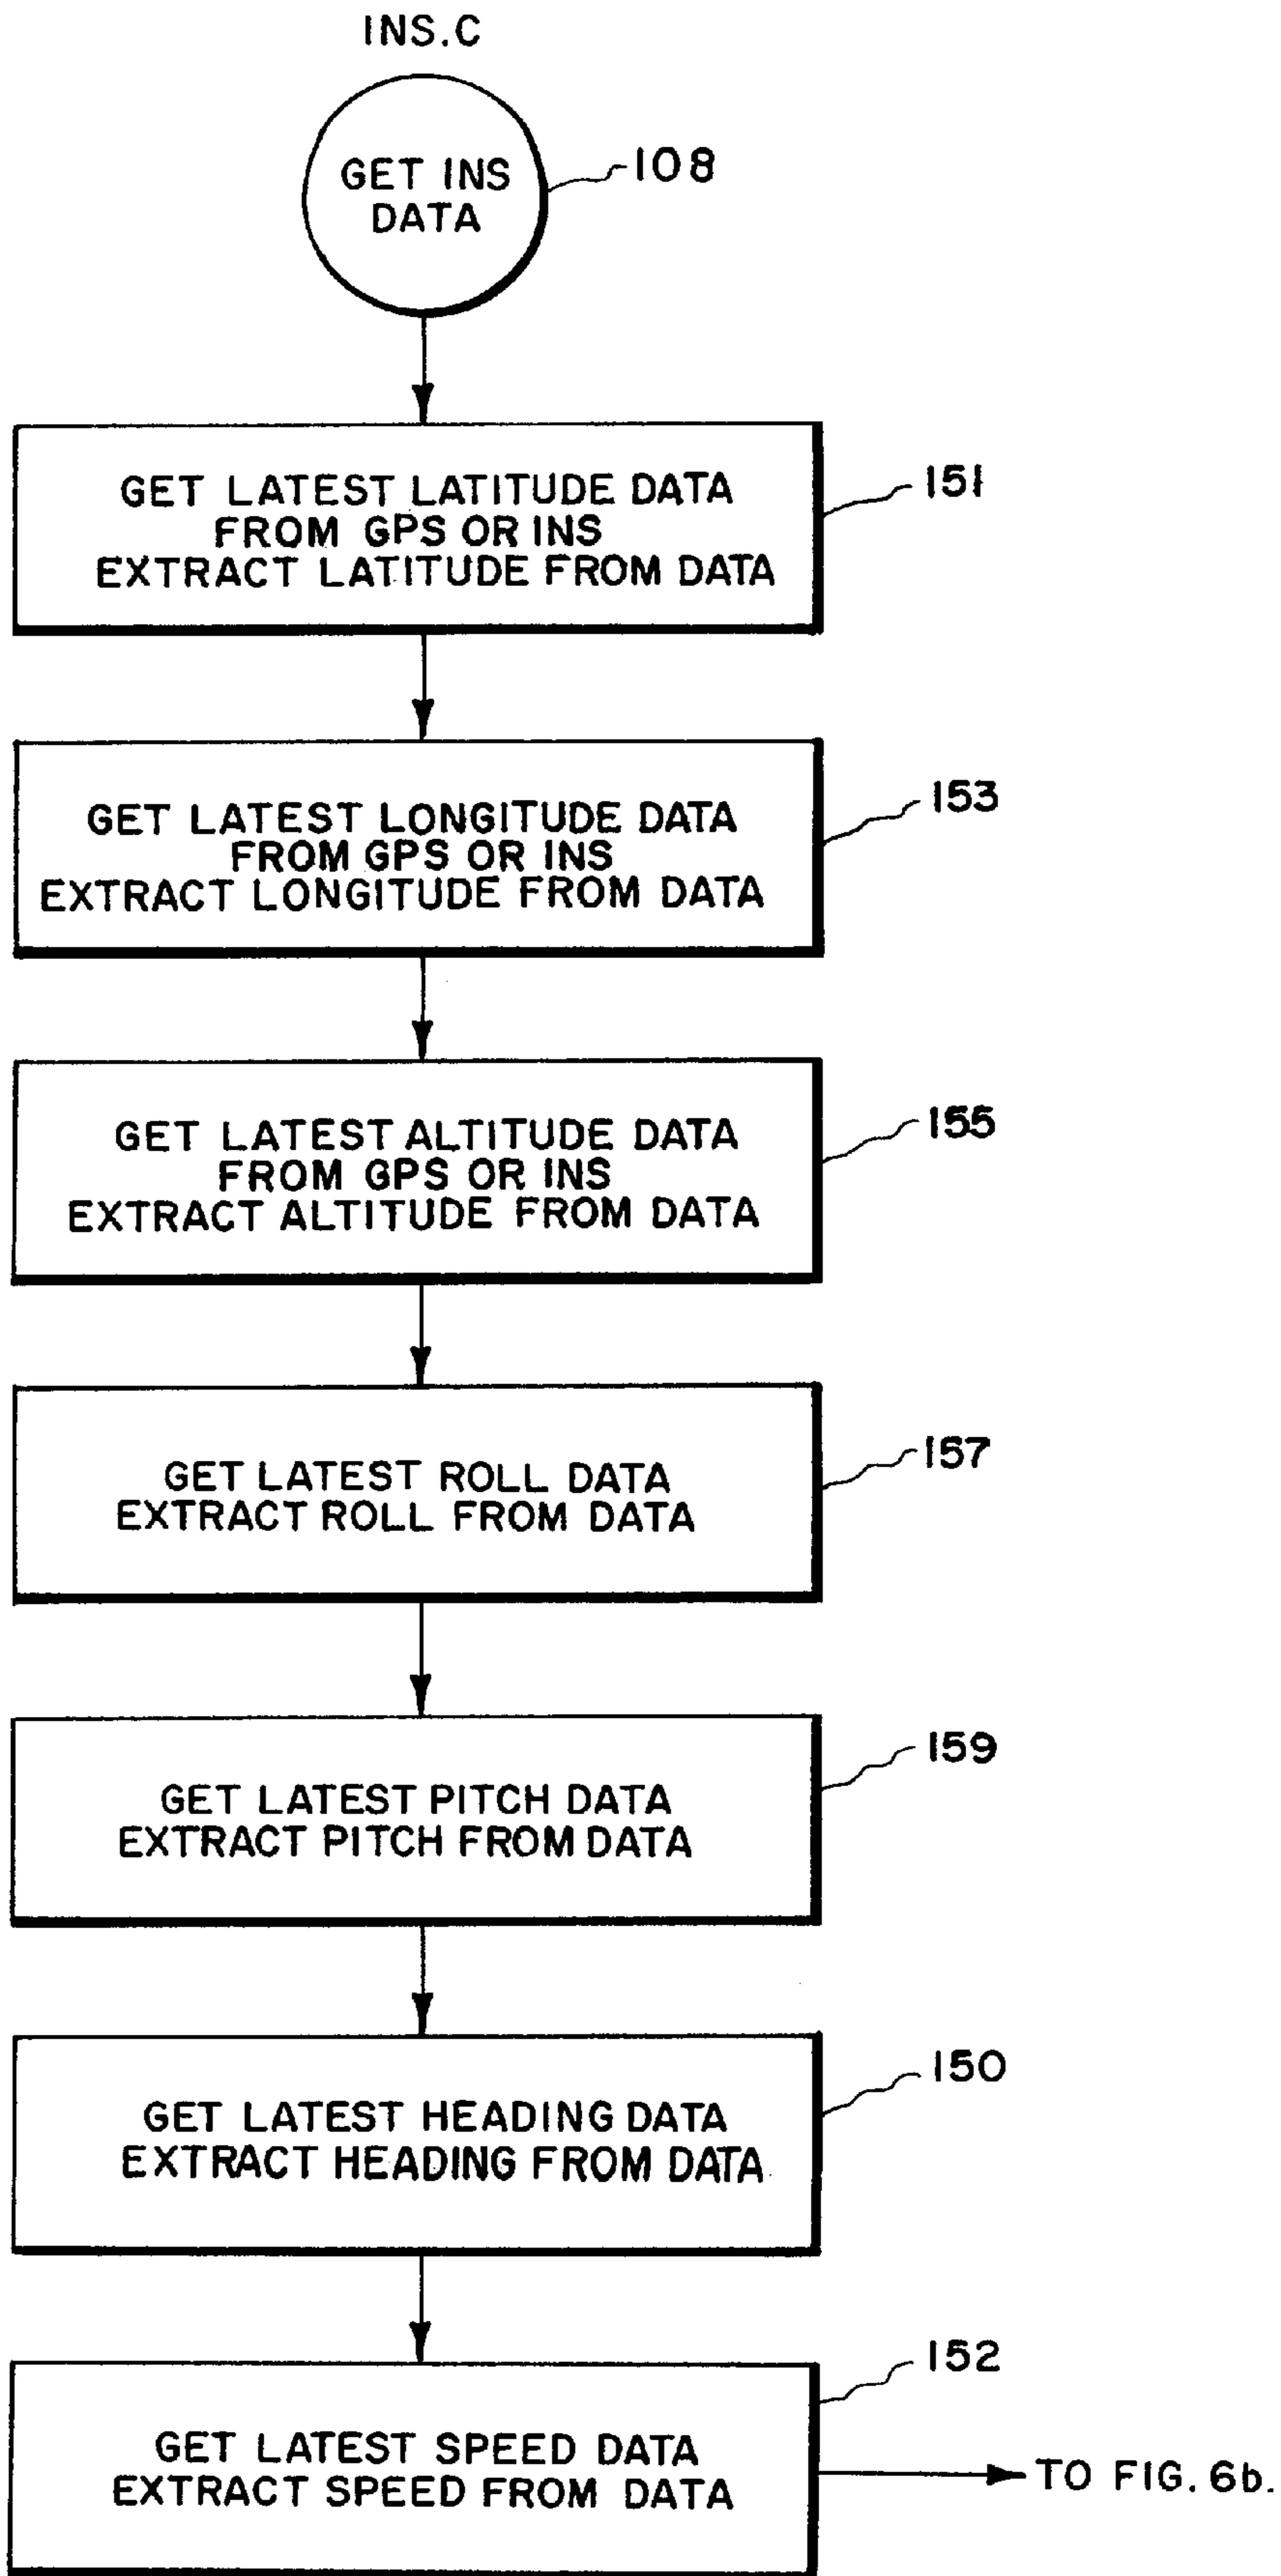 INS.C
GET INS
DATA
108
GET LATEST LATITUDE DATA
FROM GPS OR INS
EXTRACT LATITUDE FROM DATA
151
GET LATEST LONGITUDE DATA
FROM GPS OR INS
EXTRACT LONGITUDE FROM DATA
153
GET LATEST ALTITUDE DATA
FROM GPS OR INS
EXTRACT ALTITUDE FROM DATA
155
GET LATEST ROLL DATA
EXTRACT ROLL FROM DATA
157
GET LATEST PITCH DATA
EXTRACT PITCH FROM DATA
159
GET LATEST HEADING DATA
EXTRACT HEADING FROM DATA
150
GET LATEST SPEED DATA
EXTRACT SPEED FROM DATA
152
TO FIG. 6b.